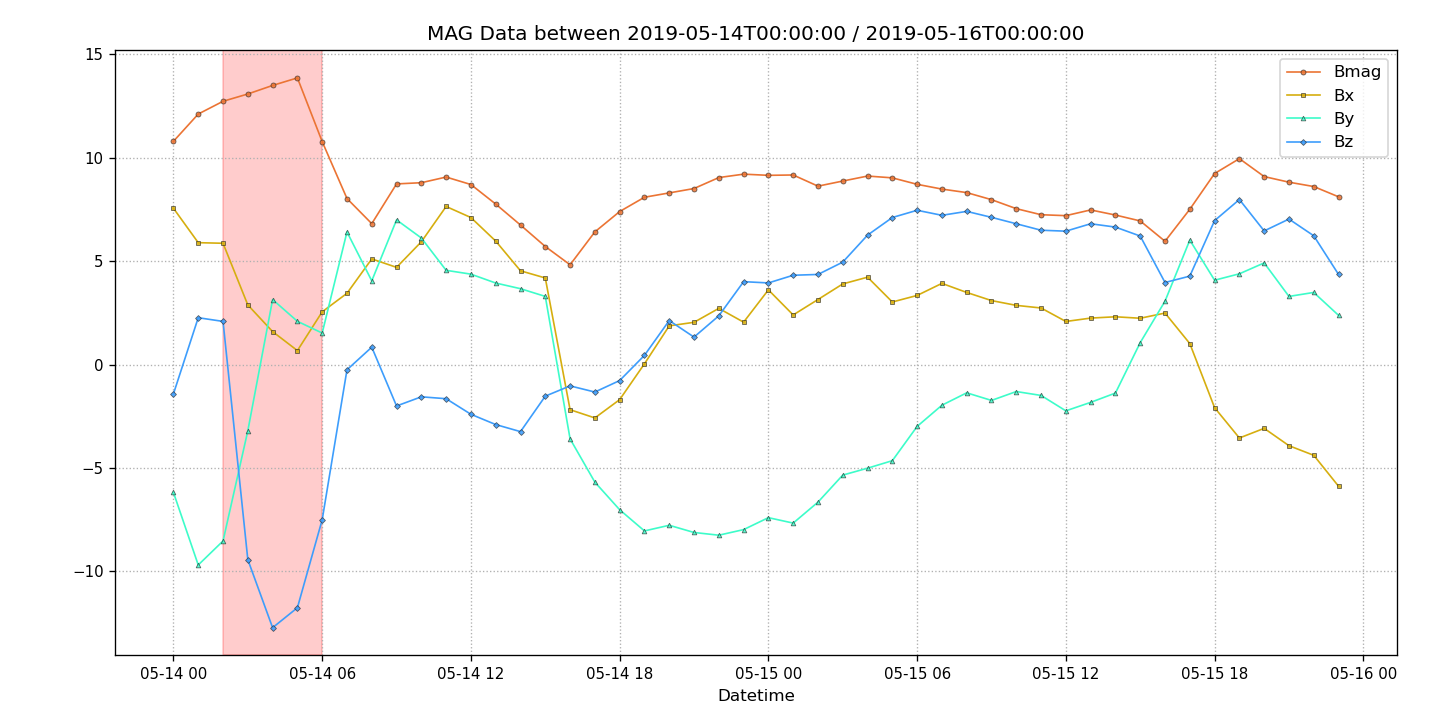 MAG Data between 2019-05-14T00:00:00 / 2019-05-16T00:00:00
15
10
5
0
−5
−10
Bmag
Bx
By
Bz
05-14 00 05-14 06 05-14 12 05-14 18 05-15 00 05-15 06 05-15 12 05-15 18 05-16 00
Datetime